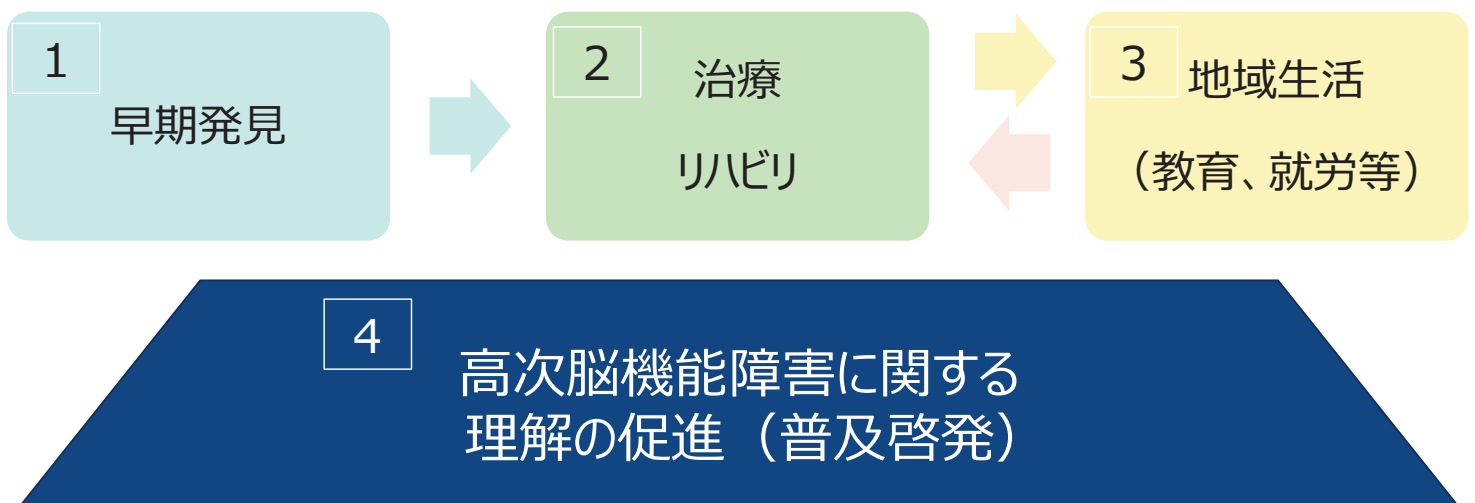 1
早期発見
2
治療
リハビリ
3
地域生活
（教育、就労等）
4
高次脳機能障害に関する
理解の促進（普及啓発）